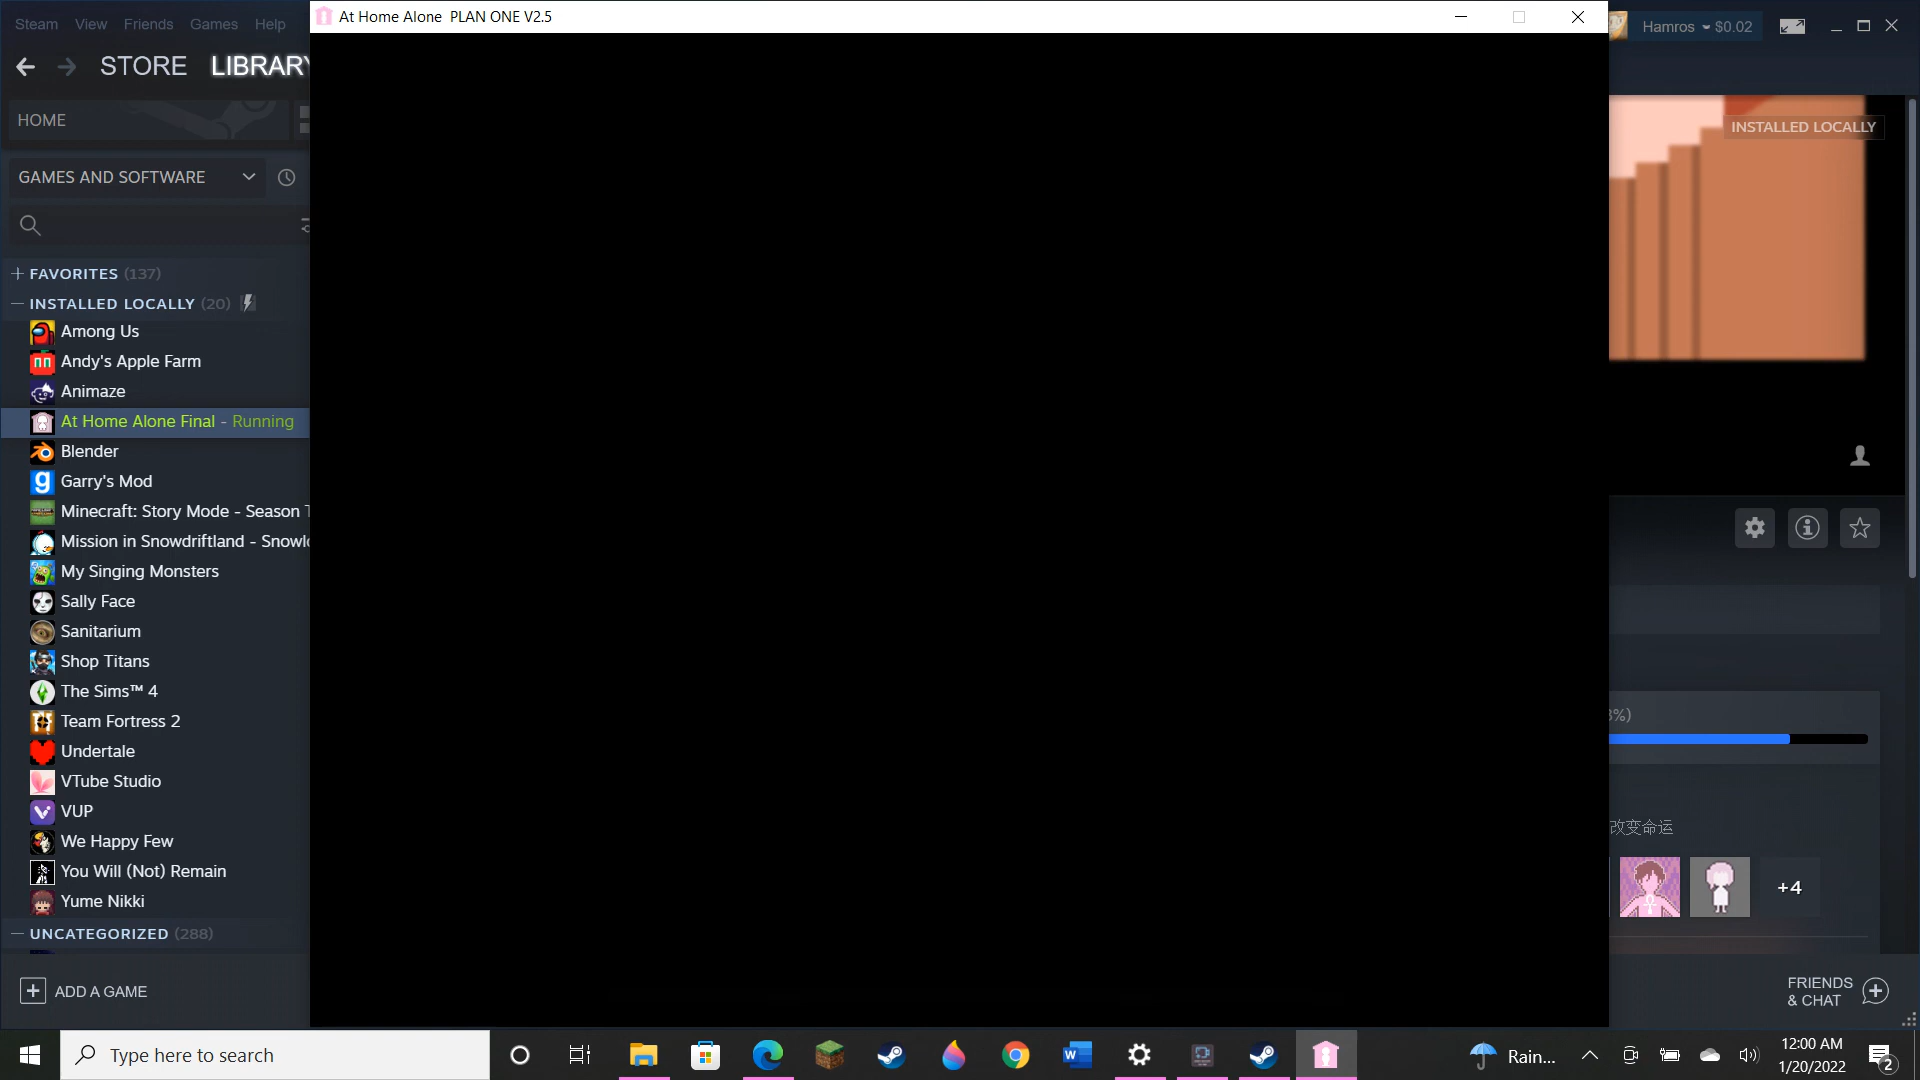 At Home Alone  PLAN ONE V2.5
Steam View Friends Games Help
Hamros $0.02
STORE LIBRARY
HOME
INSTALLED LOCALLY
GAMES AND SOFTWARE
FAVORITES (137)
INSTALLED LOCALLY (20)
Among Us
Andy's Apple Farm
Animaze
At Home Alone Final - Running
Blender
Garry's Mod
Minecraft: Story Mode - Season
Mission in Snowdriftland -
My Singing Monsters
Sally Face
Sanitarium
Shop Titans
The Sims™ 4
Team Fortress 2
Undertale
VTube Studio
VUP
We Happy Few
You Will (Not) Remain
Yume Nikki
UNCATEGORIZED (288)
%)
改变命运
+4
ADD A GAME
FRIENDS
& CHAT
Type here to search
Rain...
12:00 AM
1/20/2022
2